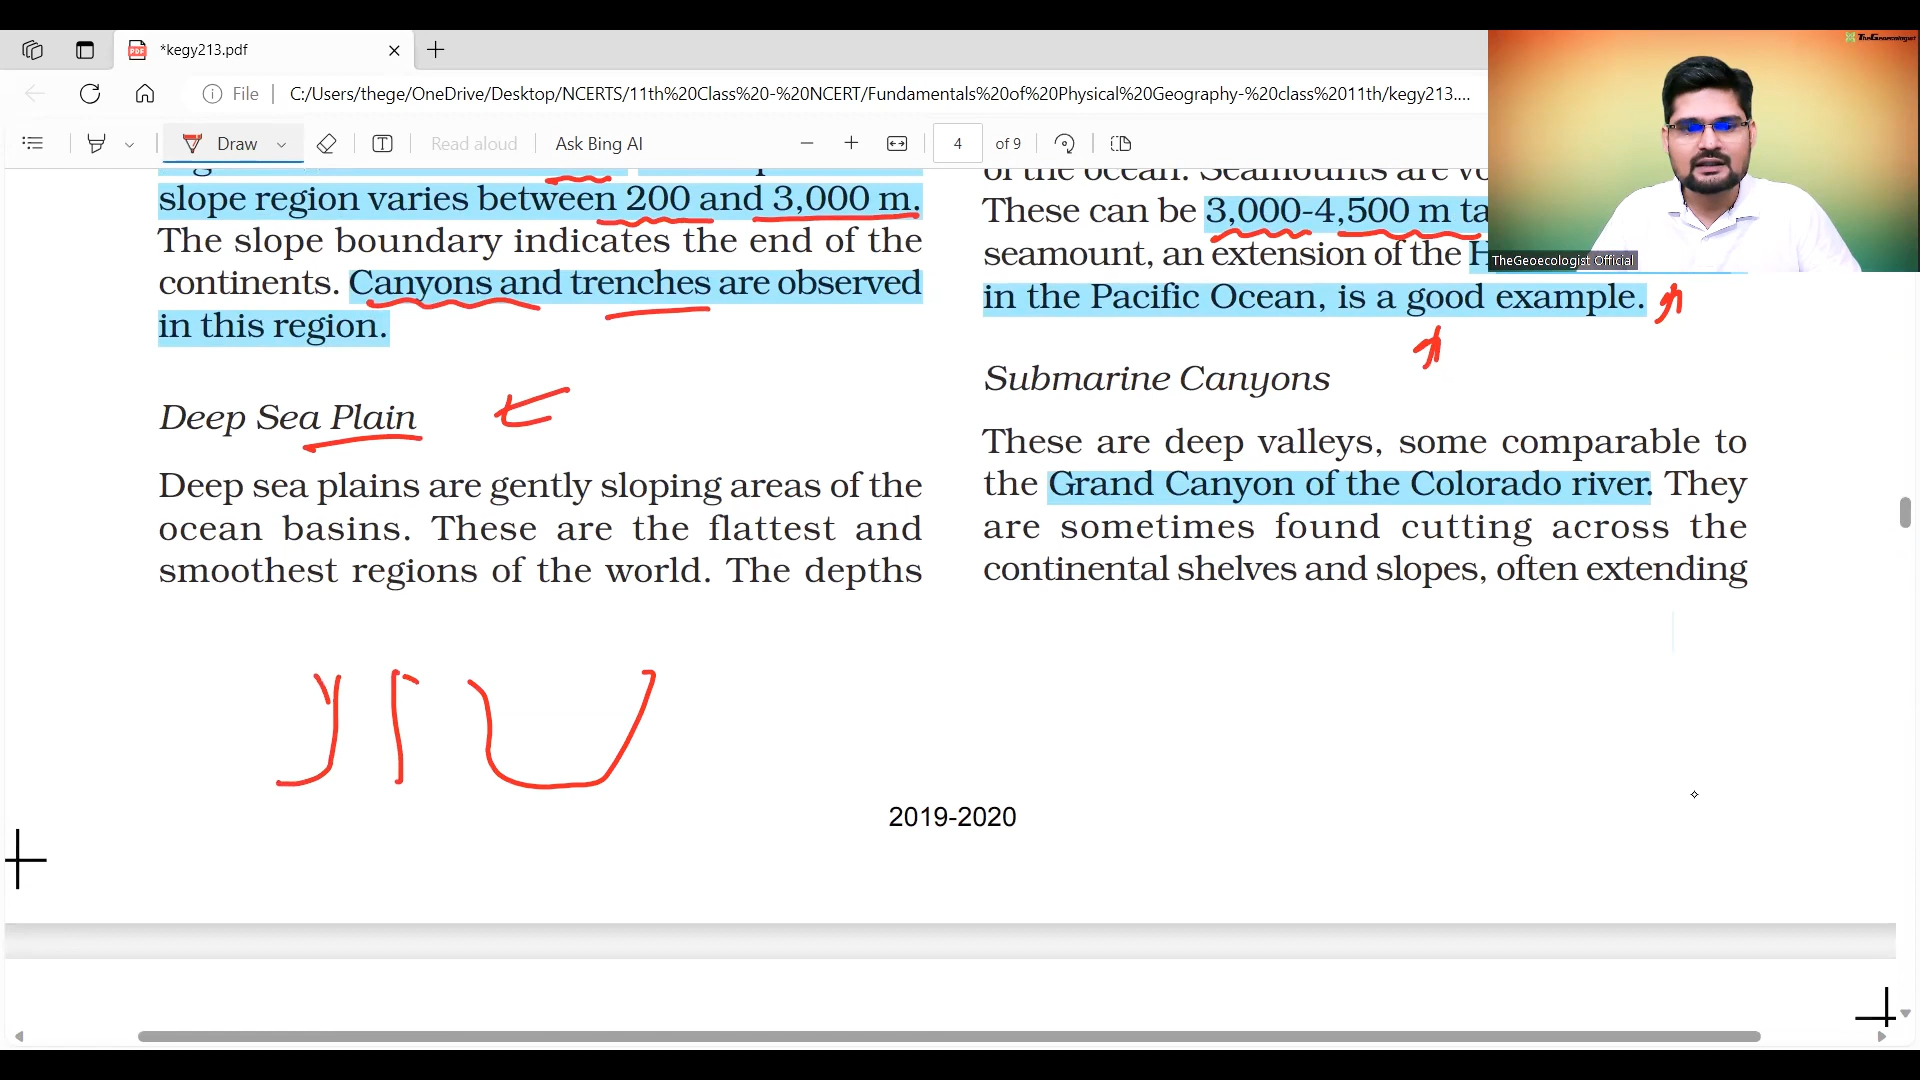 *kegy213.pdf
File
C:/Users/thege/OneDrive/Desktop/NCERTS/11th%20Class%20-%20NCERT/Fundamentals%20of%20Physical%20Geography-%20class%2011th/kegy213....
Draw
Read aloud
Ask Bing AI
4 of 9
TheGeoecologist
TheGeoecologist Official
slope region varies between 200 and 3,000 m.
The slope boundary indicates the end of the
continents. Canyons and trenches are observed
in this region.
Deep Sea Plain
Deep sea plains are gently sloping areas of the
ocean basins. These are the flattest and
smoothest regions of the world. The depths
of the ocean. Seamounts are
These can be 3,000-4,500 m
seamount, an extension of the
in the Pacific Ocean, is a good example.
Submarine Canyons
These are deep valleys, some comparable to
the Grand Canyon of the Colorado river. They
are sometimes found cutting across the
continental shelves and slopes, often extending
2019-2020